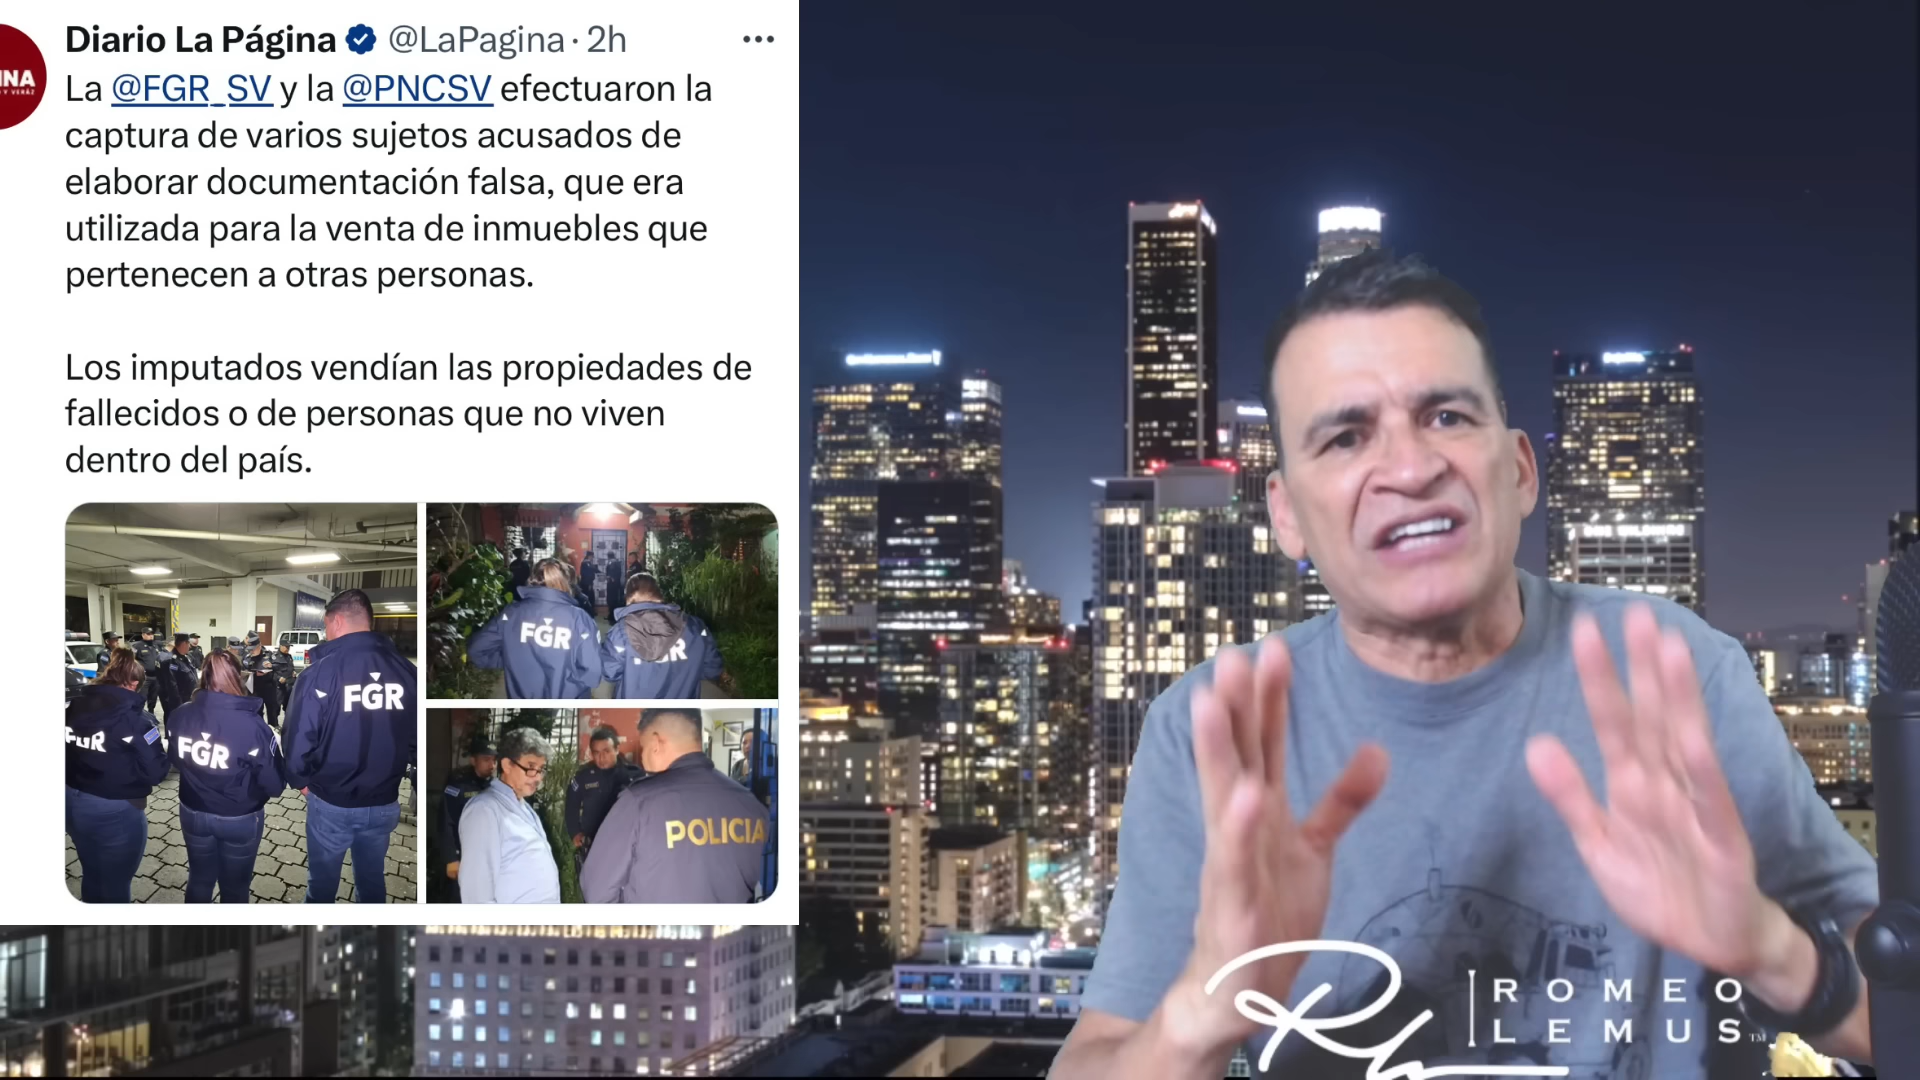 Diario La Página @LaPagina · 2h
La @FGR_SV y la @PNCSV efectuaron la
captura de varios sujetos acusados de
elaborar documentación falsa, que era
utilizada para la venta de inmuebles que
pertenecen a otras personas.
Los imputados vendían las propiedades de
fallecidos o de personas que no viven
dentro del país.
FGR
FGR
FGR
FGR
POLICIA
ROMEO
LEMUS™